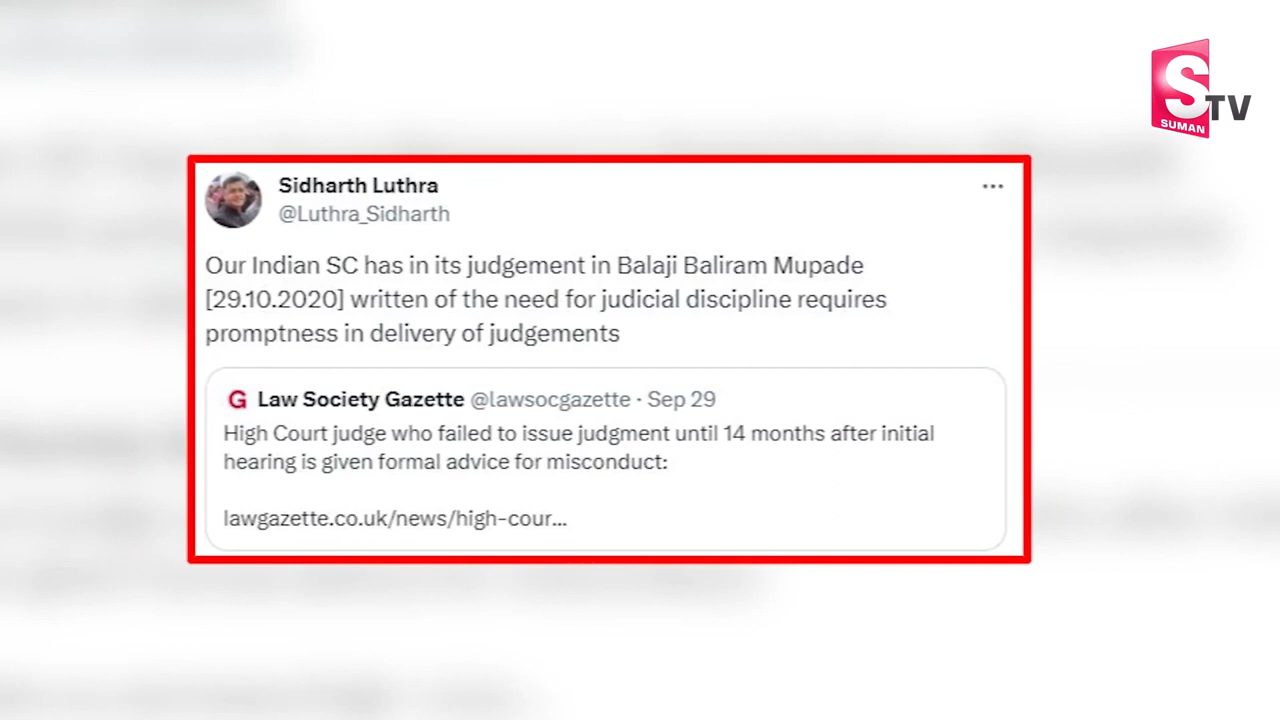 S TV
SUMAN
Sidharth Luthra
@Luthra_Sidharth
Our Indian SC has in its judgement in Balaji Baliram Mupade
[29.10.2020] written of the need for judicial discipline requires
promptness in delivery of judgements
G Law Society Gazette @lawsocgazette · Sep 29
High Court judge who failed to issue judgment until 14 months after initial
hearing is given formal advice for misconduct:
lawgazette.co.uk/news/high-cour...